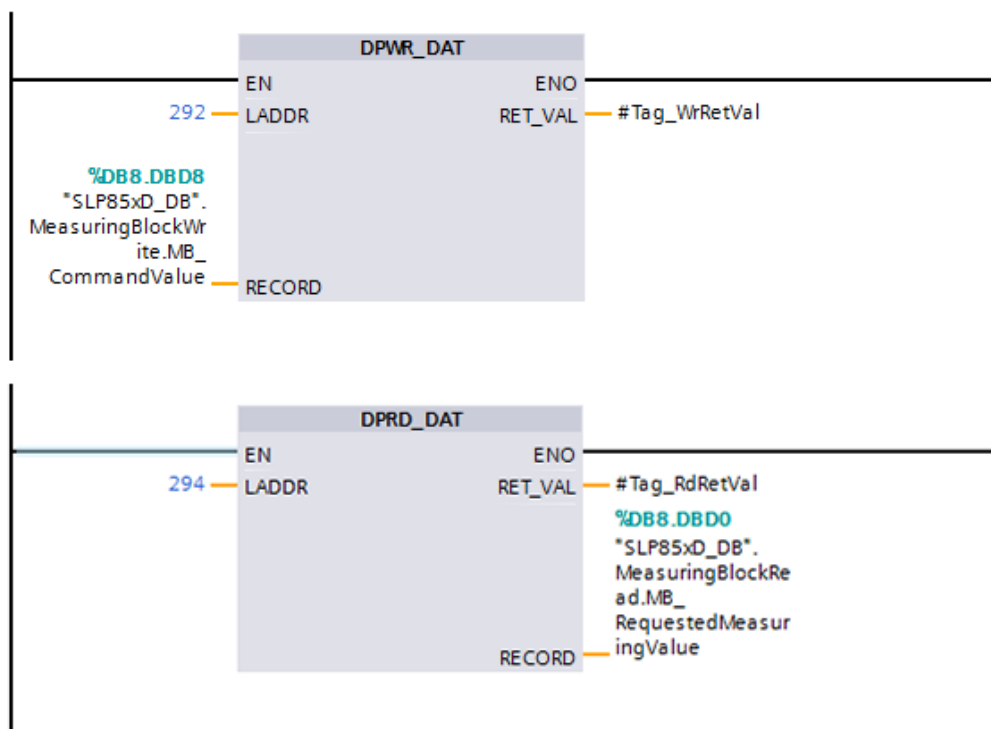 DPWR_DAT
EN ENO
292 LADDR RET_VAL #Tag_WrRetVal
%DB8.DBD8
"SLP85xD_DB".
MeasuringBlockWr
ite.MB_
CommandValue
RECORD
DPRD_DAT
EN ENO
294 LADDR RET_VAL #Tag_RdRetVal
%DB8.DBD0
"SLP85xD_DB".
MeasuringBlockRe
ad.MB_
RequestedMeasur
ingValue
RECORD